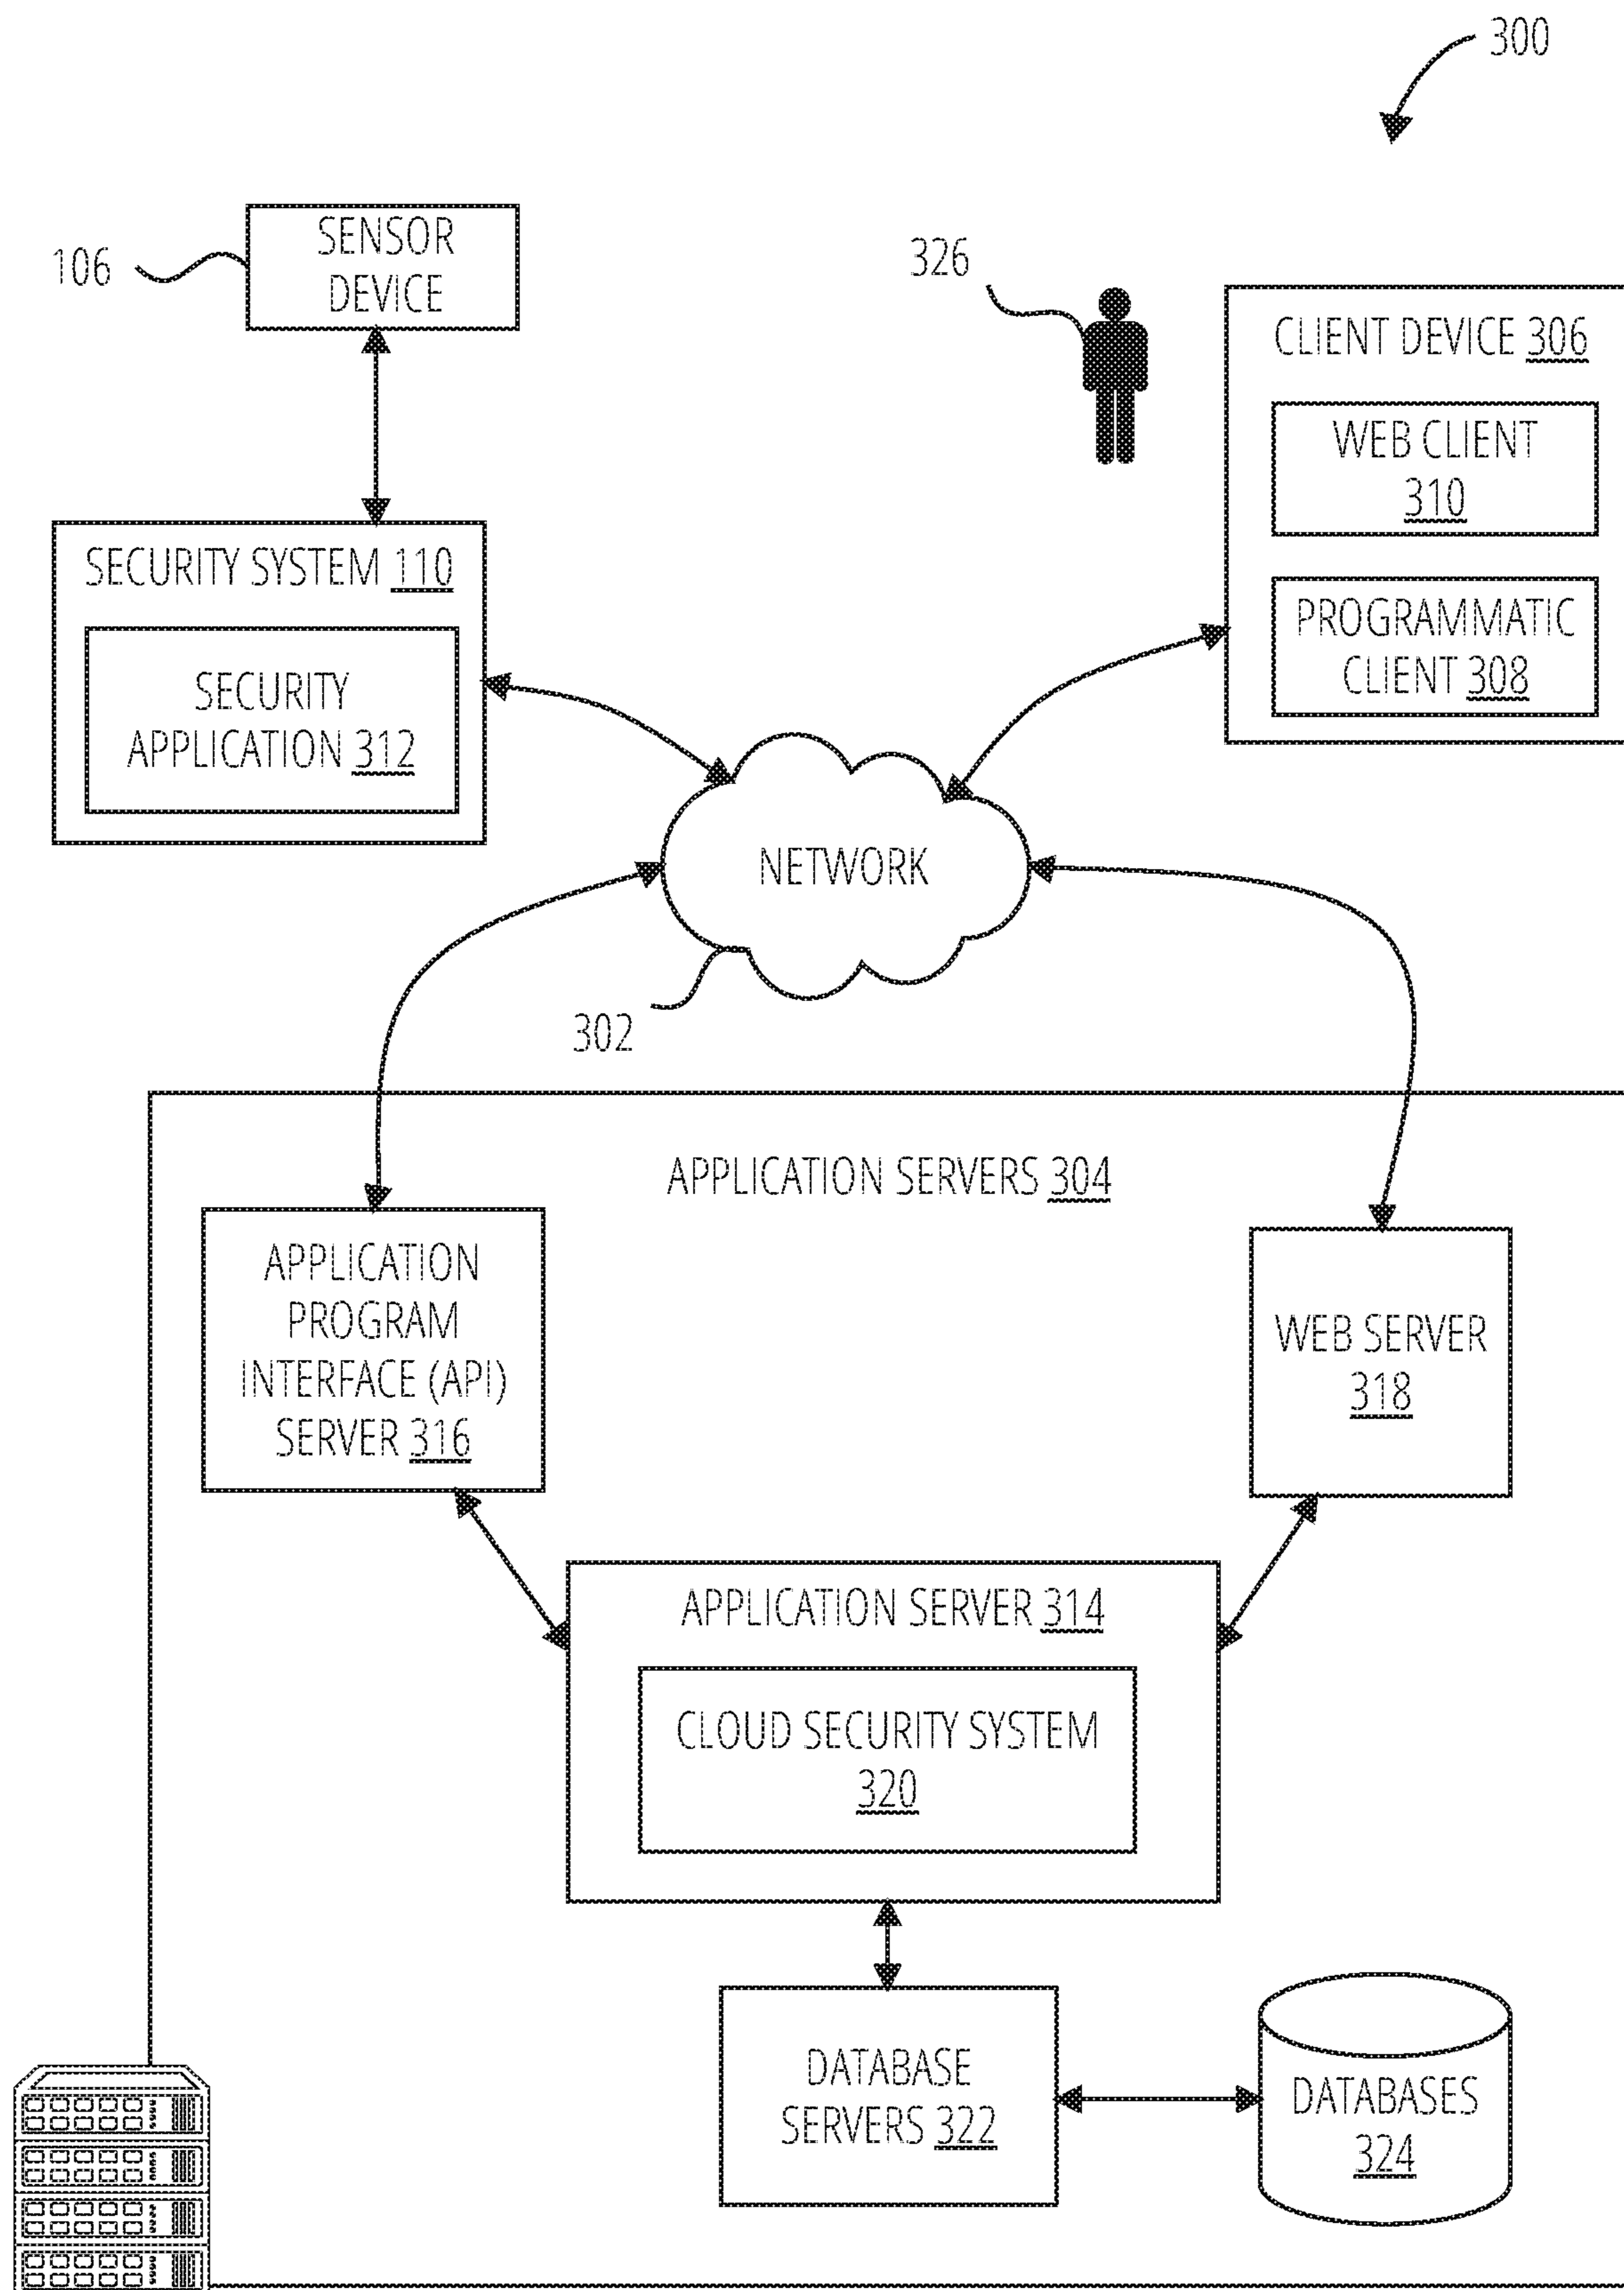 300
SENSOR
DEVICE
106
326
CLIENT DEVICE 306
WEB CLIENT
310
PROGRAMMATIC
CLIENT 308
SECURITY SYSTEM 110
SECURITY
APPLICATION 312
NETWORK
302
APPLICATION SERVERS 304
APPLICATION
PROGRAM
INTERFACE (API)
SERVER 316
WEB SERVER
318
APPLICATION SERVER 314
CLOUD SECURITY SYSTEM
320
DATABASE
SERVERS 322
DATABASES
324